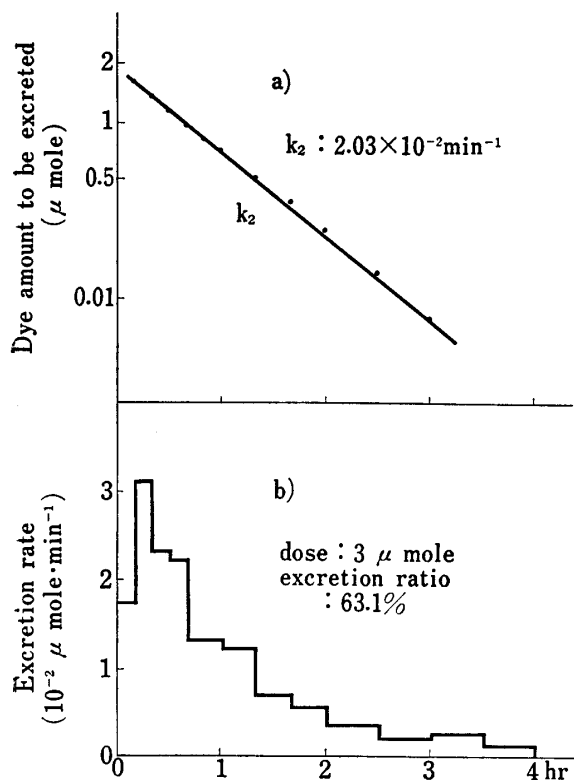 2
a)
1
k₂ : 2.03×10⁻²min⁻¹
0.5
k₂
0.01
Dye amount to be excreted
(μ mole)
b)
3
dose : 3 μ mole
excretion ratio
: 63.1%
2
1
0
Excretion rate
(10⁻² μ mole·min⁻¹)
0 1 2 3 4 hr